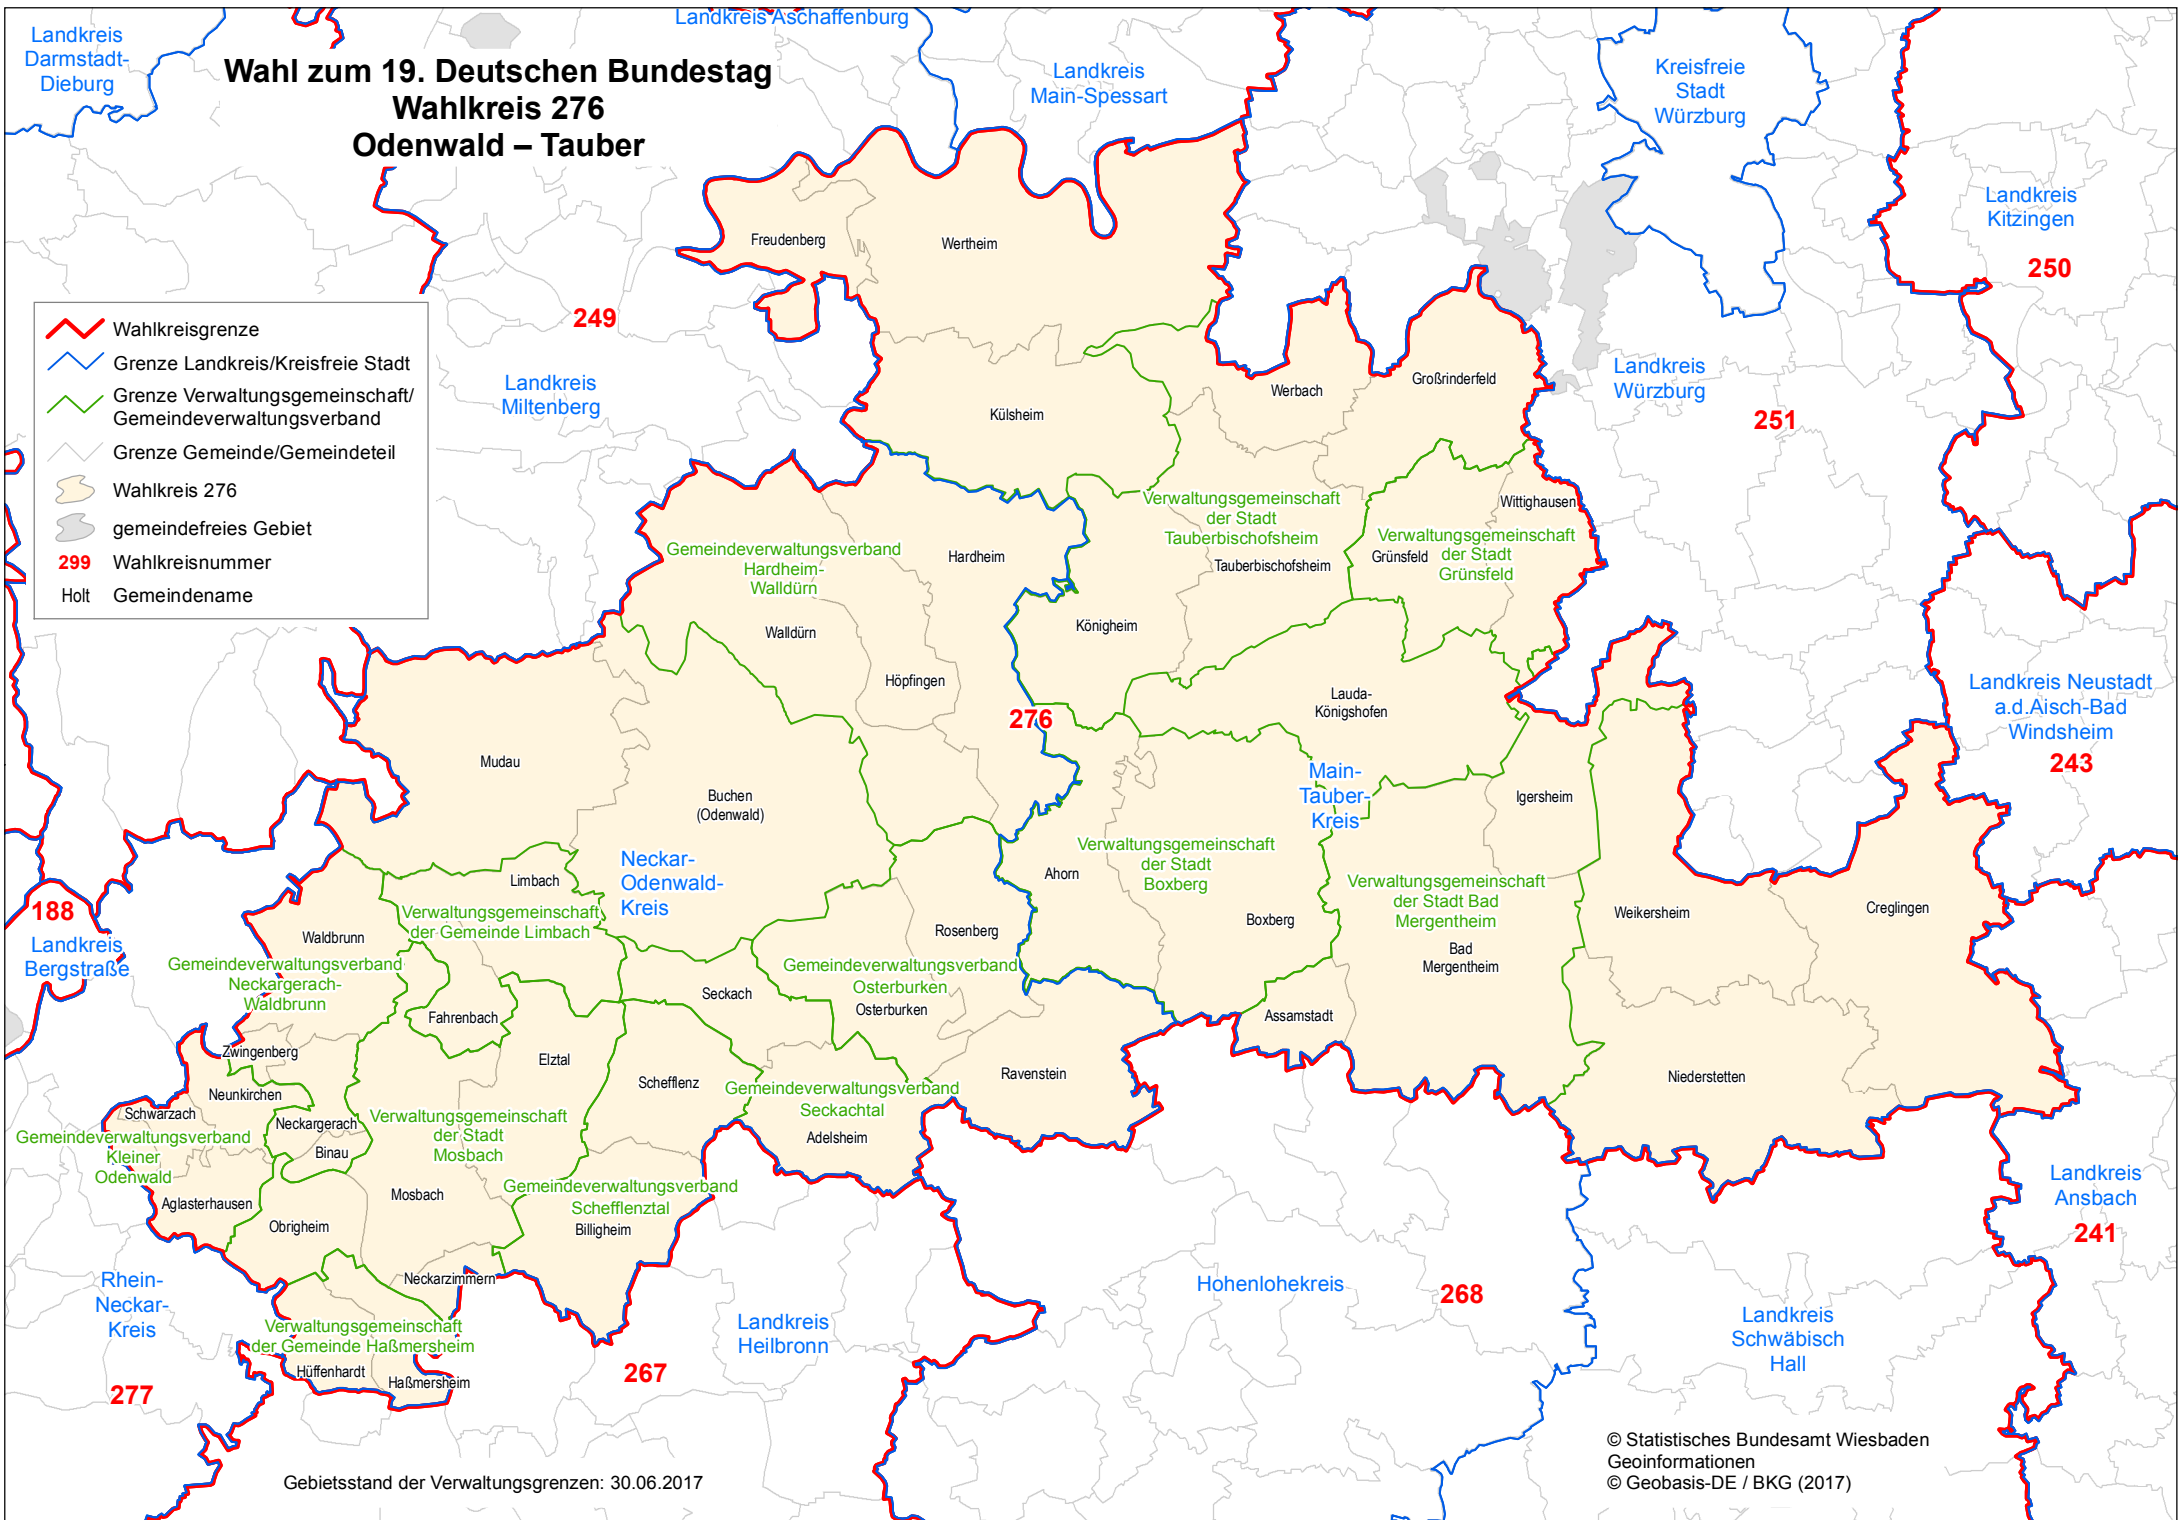 Wahl zum 19. Deutschen Bundestag
Wahlkreis 276
Odenwald – Tauber
Landkreis
Darmstadt-
Dieburg
Landkreis Aschaffenburg
Landkreis
Main-Spessart
Kreisfreie
Stadt
Würzburg
Landkreis
Kitzingen
250
249
Landkreis
Miltenberg
Landkreis
Würzburg
251
Wahlkreisgrenze
Grenze Landkreis/Kreisfreie Stadt
Grenze Verwaltungsgemeinschaft/
Gemeindeverwaltungsverband
Grenze Gemeinde/Gemeindeteil
Wahlkreis 276
gemeindefreies Gebiet
299 Wahlkreisnummer
Holt Gemeindename
Freudenberg
Wertheim
Külsheim
Werbach
Großrinderfeld
Wittighausen
Verwaltungsgemeinschaft
der Stadt
Tauberbischofsheim
Tauberbischofsheim
Verwaltungsgemeinschaft
der Stadt
Grünsfeld
Grünsfeld
Gemeindeverwaltungsverband
Hardheim-
Walldürn
Hardheim
Walldürn
Höpfingen
Königheim
Lauda-
Königshofen
276
Landkreis Neustadt
a.d.Aisch-Bad
Windsheim
243
Mudau
Buchen
(Odenwald)
Main-
Tauber-
Kreis
Igersheim
Neckar-
Odenwald-
Kreis
Ahorn
Verwaltungsgemeinschaft
der Stadt
Boxberg
Boxberg
Verwaltungsgemeinschaft
der Stadt Bad
Mergentheim
Bad
Mergentheim
Weikersheim
Creglingen
188
Landkreis
Bergstraße
Limbach
Verwaltungsgemeinschaft
der Gemeinde Limbach
Waldbrunn
Gemeindeverwaltungsverband
Neckargerach-
Waldbrunn
Rosenberg
Gemeindeverwaltungsverband
Osterburken
Osterburken
Seckach
Fahrenbach
Assamstadt
Zwingenberg
Elztal
Schefflenz
Ravenstein
Niederstetten
Neunkirchen
Schwarzach
Gemeindeverwaltungsverband
Seckachtal
Adelsheim
Neckargerach
Binau
Verwaltungsgemeinschaft
der Stadt
Mosbach
Mosbach
Gemeindeverwaltungsverband
Kleiner
Odenwald
Aglasterhausen
Obrigheim
Gemeindeverwaltungsverband
Schefflenztal
Billigheim
Landkreis
Ansbach
241
Neckarzimmern
Rhein-
Neckar-
Kreis
277
Verwaltungsgemeinschaft
der Gemeinde Haßmersheim
Hüffenhardt
Haßmersheim
Landkreis
Heilbronn
267
Hohenlohekreis
268
Landkreis
Schwäbisch
Hall
Gebietsstand der Verwaltungsgrenzen: 30.06.2017
© Statistisches Bundesamt Wiesbaden
Geoinformationen
© Geobasis-DE / BKG (2017)